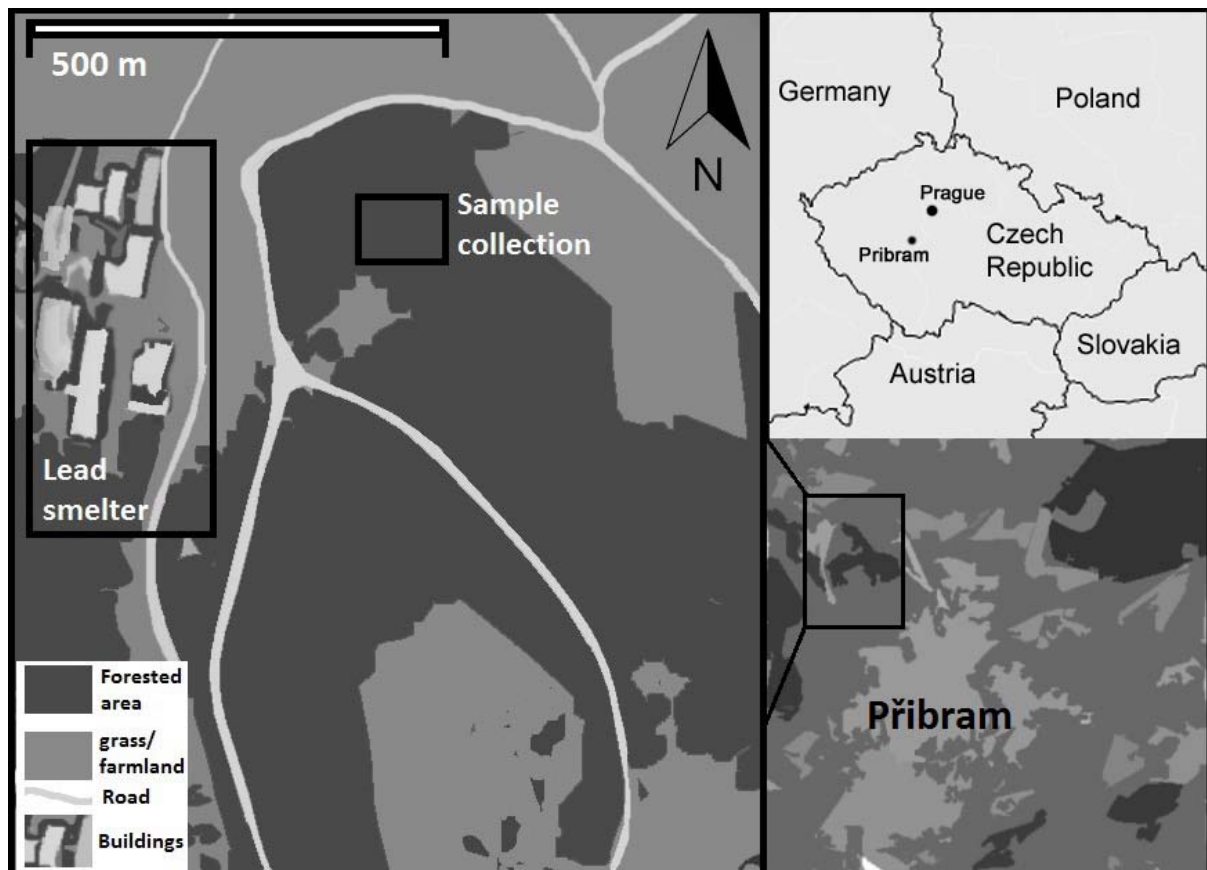 500 m
N
Sample
collection
Lead
smelter
Forested
area
grass/
farmland
Road
Buildings
Germany
Poland
Prague
Pribram
Czech
Republic
Slovakia
Austria
Přibram